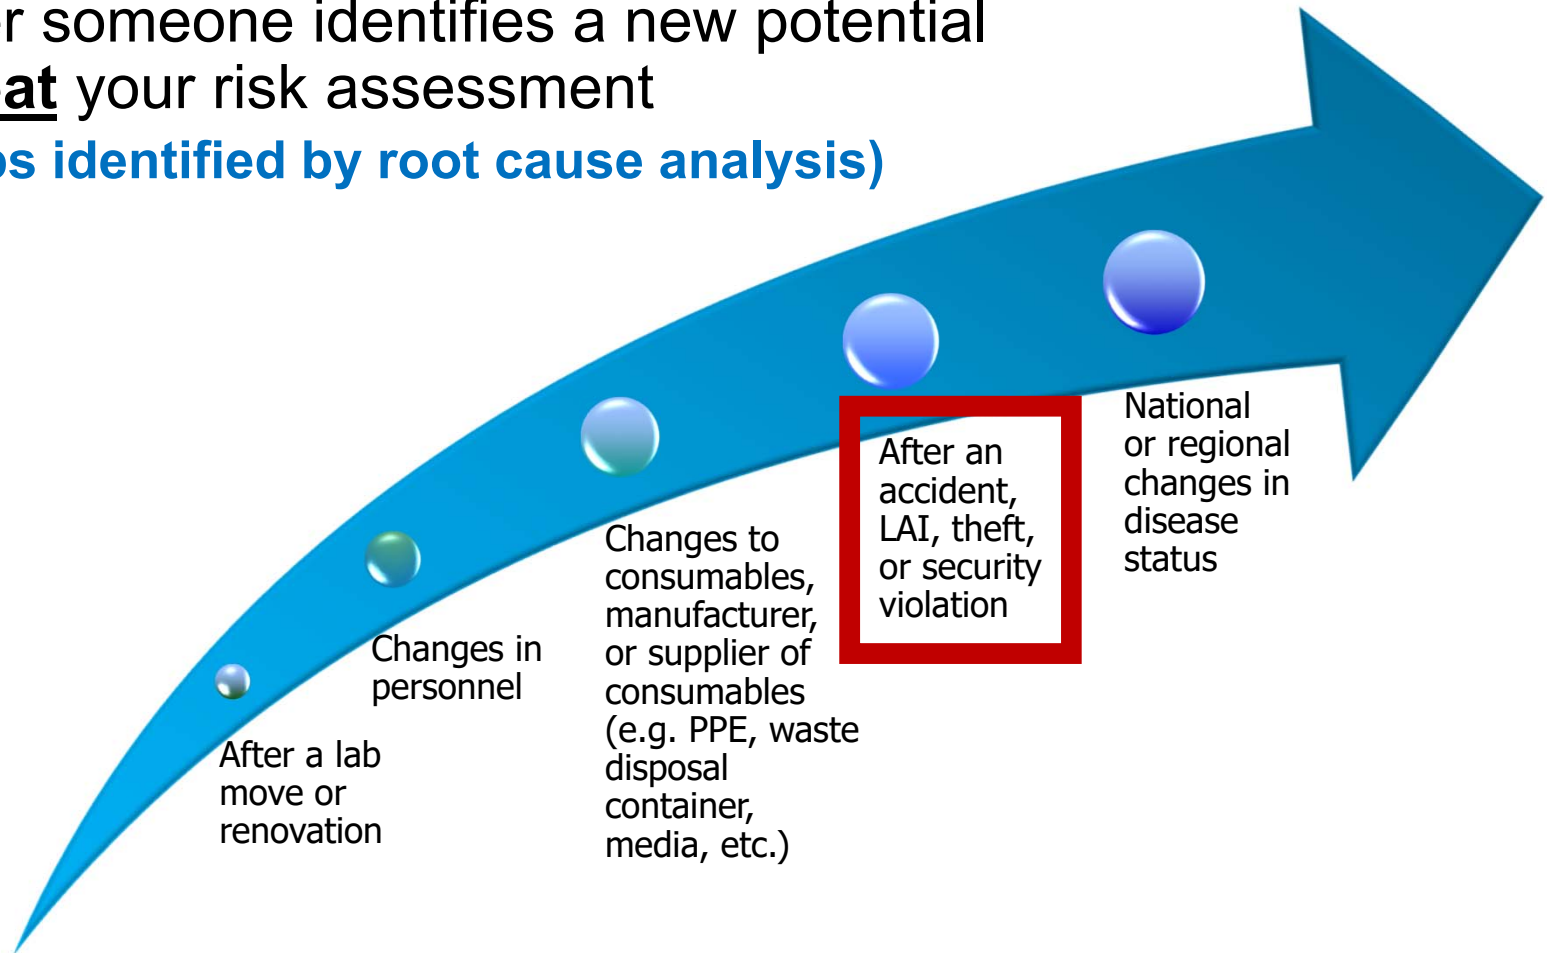 r someone identifies a new potential
at your risk assessment
s identified by root cause analysis)
After an
accident,
LAI, theft,
or security
violation
National
or regional
changes in
disease
status
Changes to
consumables,
manufacturer,
or supplier of
consumables
(e.g. PPE, waste
disposal
container,
media, etc.)
Changes in
personnel
After a lab
move or
renovation